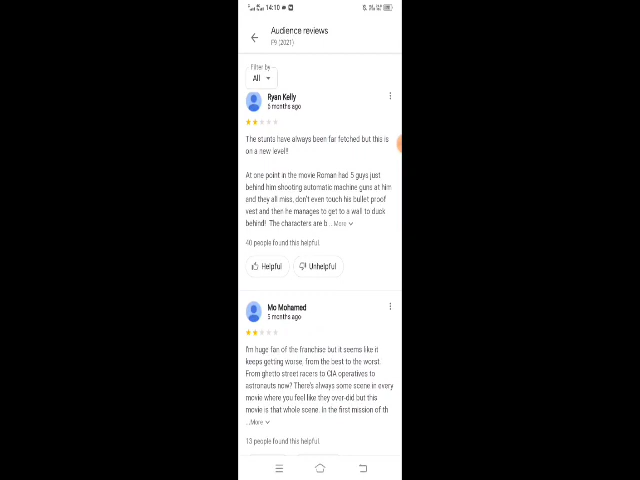 14:10
Audience reviews
F9 (2021)
Filter by
All
Ryan Kelly
5 months ago
The stunts have always been far fetched but this is
on a new level!!
At one point in the movie Roman had 5 guys just
behind him shooting automatic machine guns at him
and they all miss, don't even touch his bullet proof
vest and then he manages to get to a wall to duck
behind! The characters are b ...More
40 people found this helpful.
Helpful
Unhelpful
Mo Mohamed
5 months ago
I'm huge fan of the franchise but it seems like it
keeps getting worse, from the best to the worst.
From ghetto street racers to CIA operatives to
astronauts now? There's always some scene in every
movie where you feel like they over-did but this
movie is that whole scene. In the first mission of th
...More
13 people found this helpful.